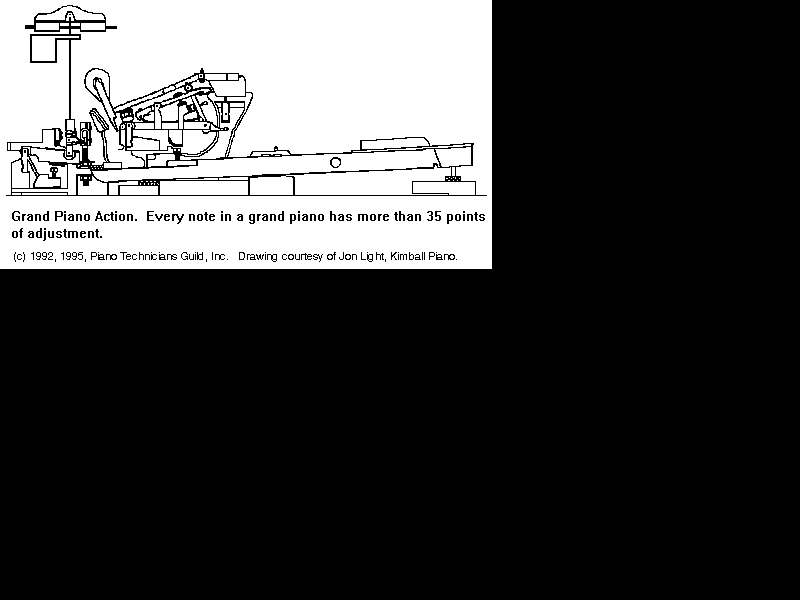 Grand Piano Action.  Every note in a grand piano has more than 35 points
of adjustment.
(c) 1992, 1995, Piano Technicians Guild, Inc.   Drawing courtesy of Jon Light, Kimball Piano.